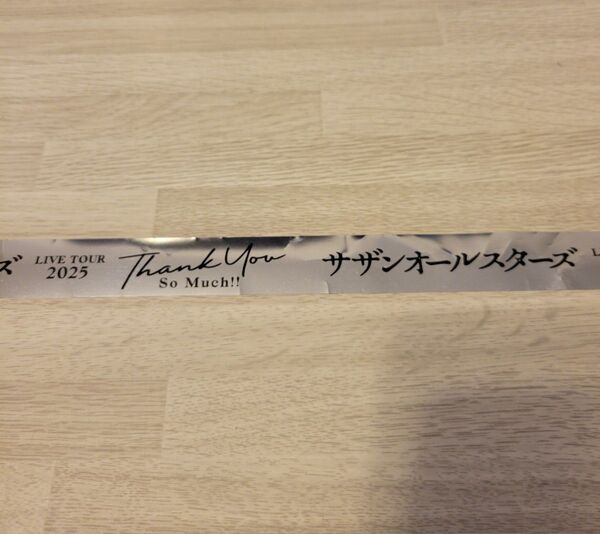 ズ
LIVE TOUR
2025
Thank You
So Much!!
サザンオールスターズ
L